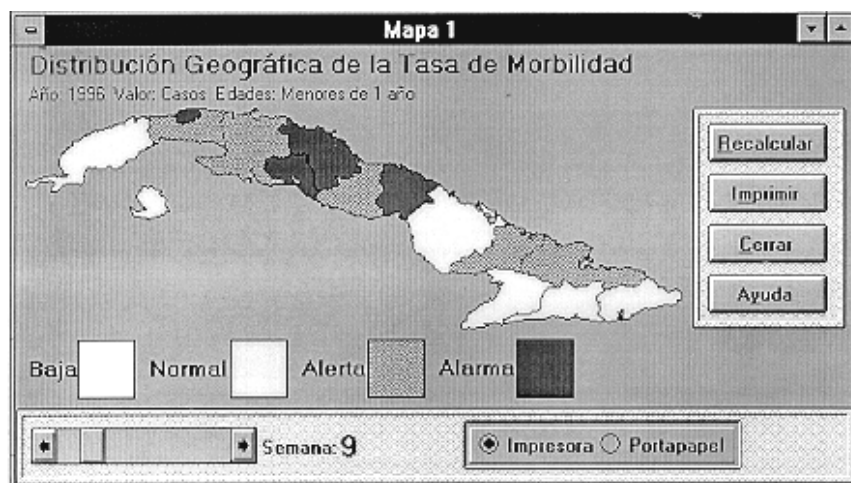 Mapa 1
Distribución Geográfica de la Tasa de Morbilidad
Año: 1996 Valor: Casos Edades: Menores de 1 año
Recalcular
Imprimir
Cerrar
Ayuda
Baja Normal Alerta Alarma
Semana: 9 Impresora Portapapel